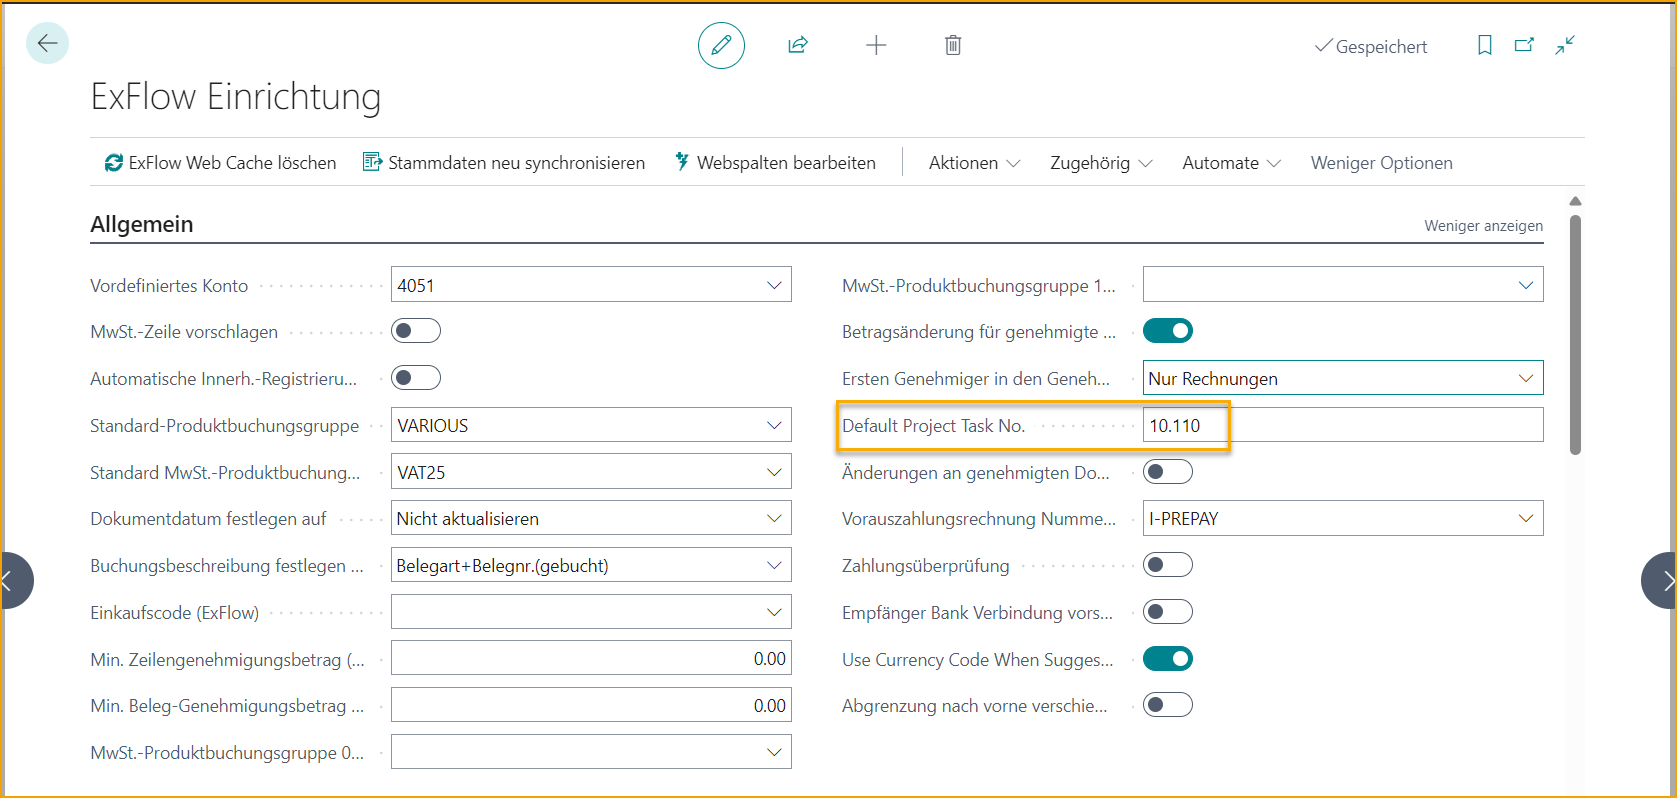 Gespeichert
ExFlow Einrichtung
ExFlow Web Cache löschen
Stammdaten neu synchronisieren
Webspalten bearbeiten
Aktionen
Zugehörig
Automate
Weniger Optionen
Allgemein
Weniger anzeigen
Vordefiniertes Konto
4051
MwSt.-Zeile vorschlagen
Automatische Innerh.-Registrieru...
Standard-Produktbuchungsgruppe
VARIOUS
Standard MwSt.-Produktbuchung...
VAT25
Dokumentdatum festlegen auf
Nicht aktualisieren
Buchungsbeschreibung festlegen ...
Belegart+Belegnr.(gebucht)
Einkaufscode (ExFlow)
Min. Zeilengenehmigungsbetrag (...
0.00
Min. Beleg-Genehmigungsbetrag ...
0.00
MwSt.-Produktbuchungsgruppe 0...
MwSt.-Produktbuchungsgruppe 1...
Betragsänderung für genehmigte ...
Ersten Genehmiger in den Geneh...
Nur Rechnungen
Default Project Task No.
10.110
Änderungen an genehmigten Do...
Vorauszahlungsrechnung Numme...
I-PREPAY
Zahlungsüberprüfung
Empfänger Bank Verbindung vors...
Use Currency Code When Sugges...
Abgrenzung nach vorne verschie...